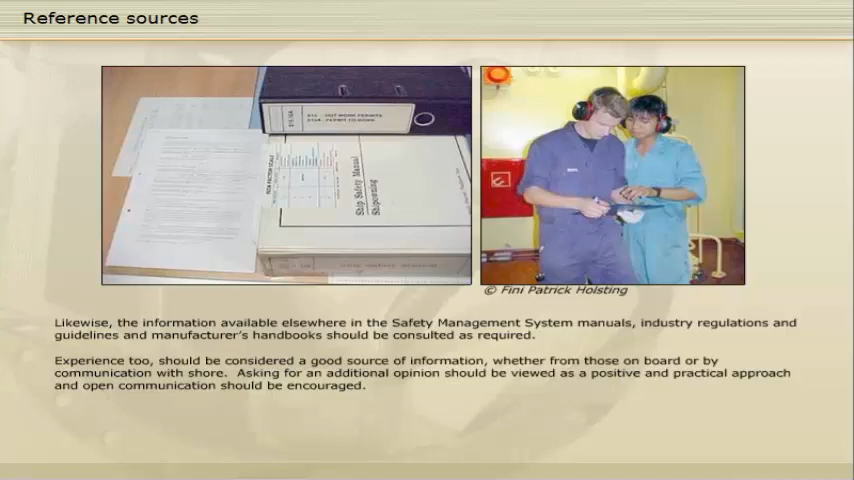 Reference sources
Ship Safety Manual
Shipowning
© Fini Patrick Holsting
Likewise, the information available elsewhere in the Safety Management System manuals, industry regulations and
guidelines and manufacturer's handbooks should be consulted as required.
Experience too, should be considered a good source of information, whether from those on board or by
communication with shore. Asking for an additional opinion should be viewed as a positive and practical approach
and open communication should be encouraged.